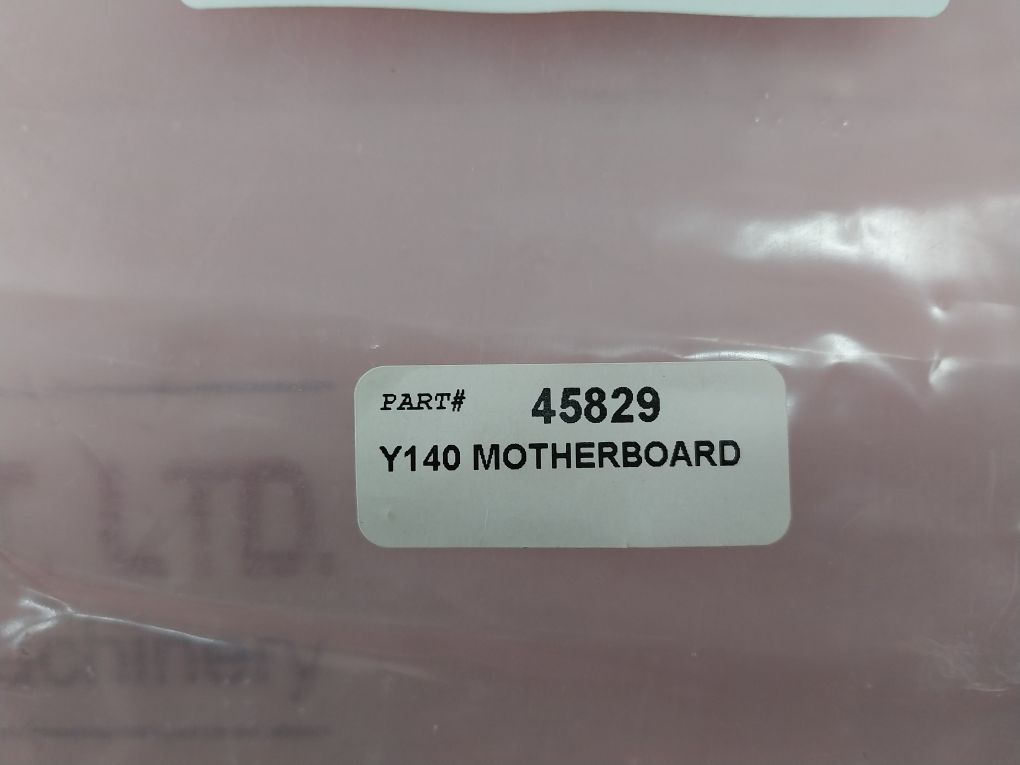 PART# 45829
Y140 MOTHERBOARD
LTD.